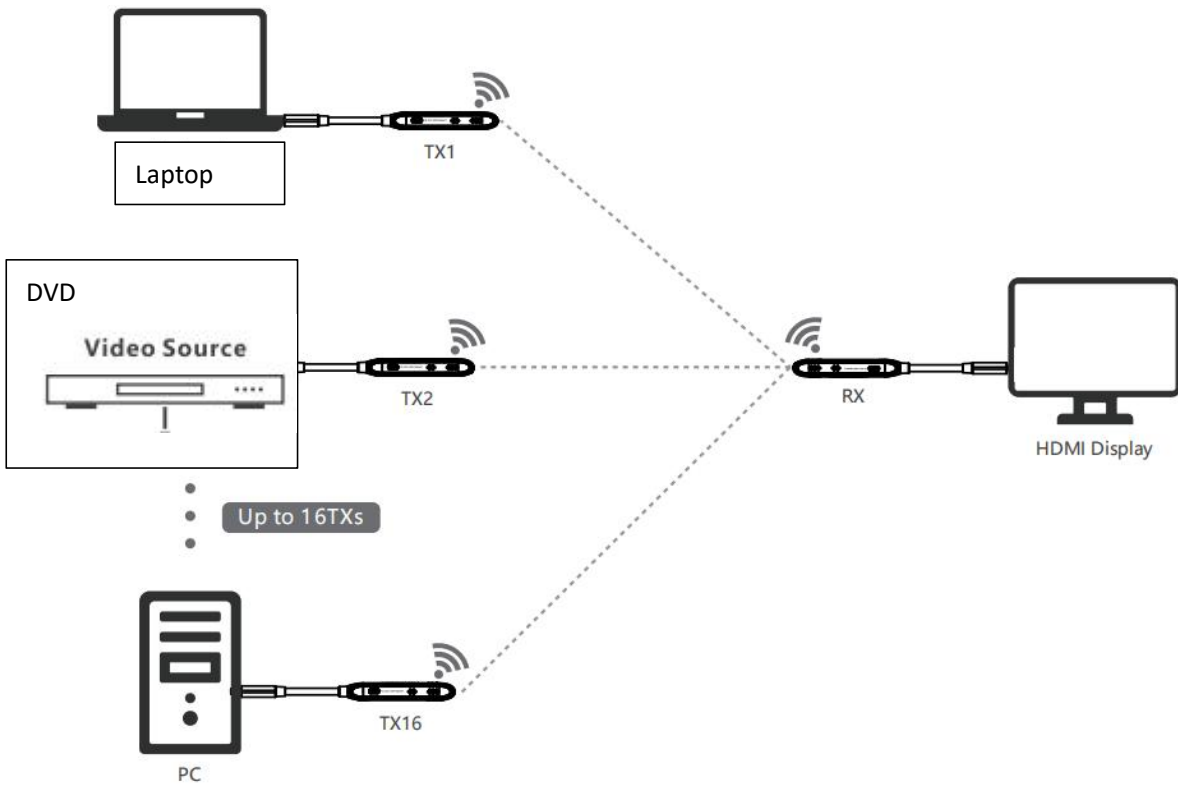 TX1
Laptop
DVD
Video Source
TX2
RX
HDMI Display
Up to 16TXs
TX16
PC